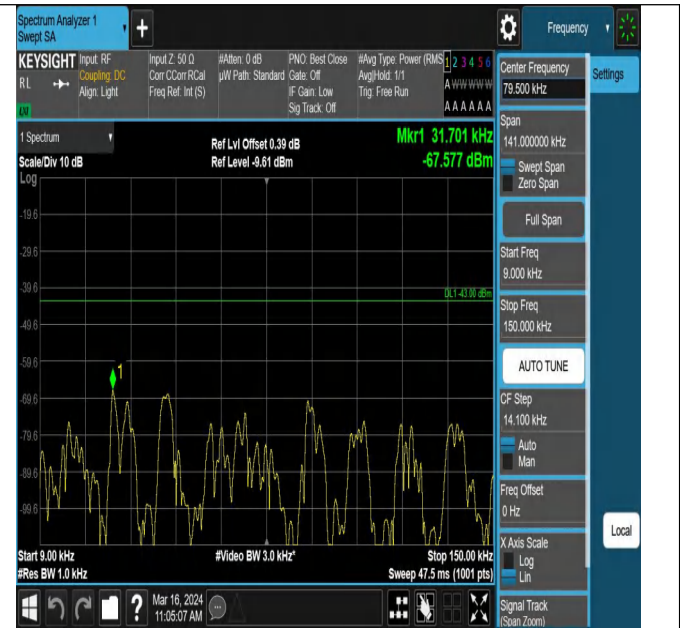 Spectrum Analyzer 1
Swept SA
+
Frequency
KEYSIGHT
RL
Input: RF
Coupling: DC
Align: Light
Input Z: 50 Ω
Corr CCorr RCal
Freq Ref: Int (S)
#Atten: 0 dB
µW Path: Standard
PNO: Best Close
Gate: Off
IF Gain: Low
Sig Track: Off
#Avg Type: Power (RMS
Avg|Hold: 1/1
Trig: Free Run
1 2 3 4 5 6
A W W W W W
A A A A A A
LXI
1 Spectrum
Scale/Div 10 dB
Log
Ref Lvl Offset 0.39 dB
Ref Level -9.61 dBm
Mkr1 31.701 kHz
-67.577 dBm
-19.6
-29.6
-39.6
DL1 -43.00 dBm
-49.6
-59.6
1
-69.6
-79.6
-89.6
-99.6
Start 9.00 kHz
#Video BW 3.0 kHz*
Stop 150.00 kHz
#Res BW 1.0 kHz
Sweep 47.5 ms (1001 pts)
?
Mar 16, 2024
11:05:07 AM
Center Frequency
79.500 kHz
Settings
Span
141.000000 kHz
Swept Span
Zero Span
Full Span
Start Freq
9.000 kHz
Stop Freq
150.000 kHz
AUTO TUNE
CF Step
14.100 kHz
Auto
Man
Freq Offset
0 Hz
X Axis Scale
Log
Lin
Local
Signal Track
(Span Zoom)